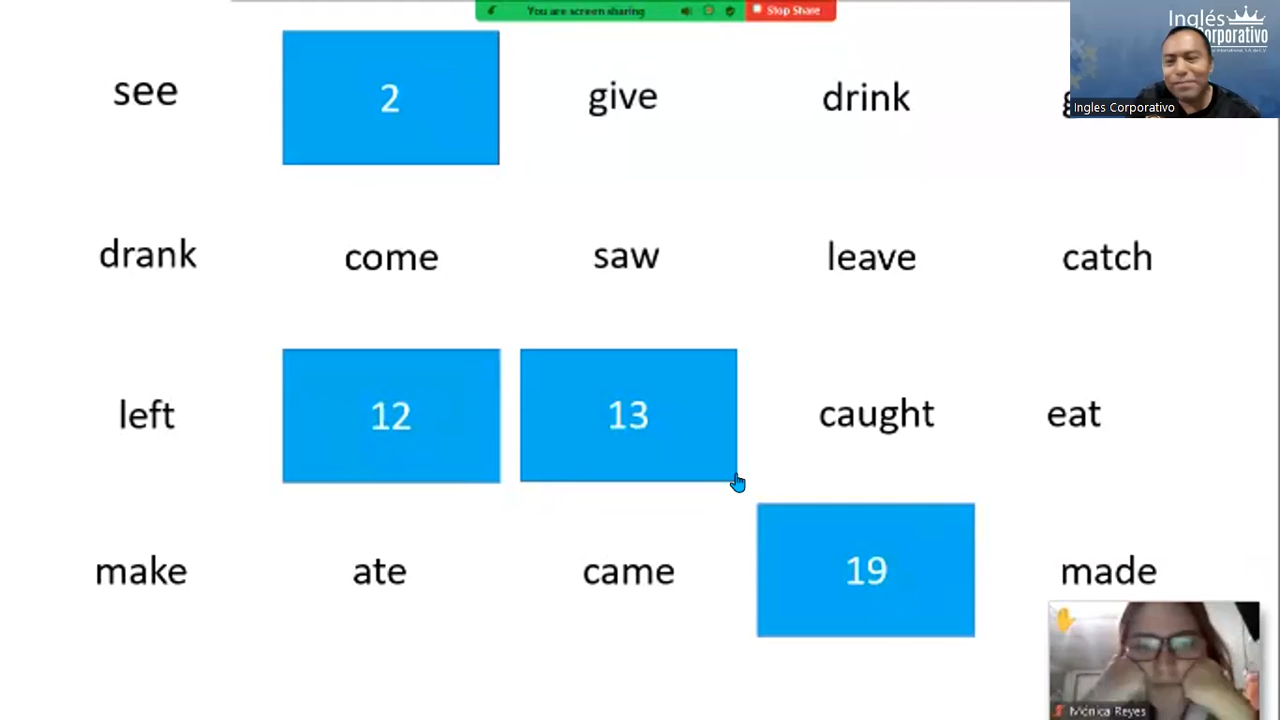 You are screen sharing Stop Share
Inglés
Corporativo
Ingles Corporativo
see 2 give drink
drank come saw leave catch
left 12 13 caught eat
make ate came 19 made
Mónica Reyes